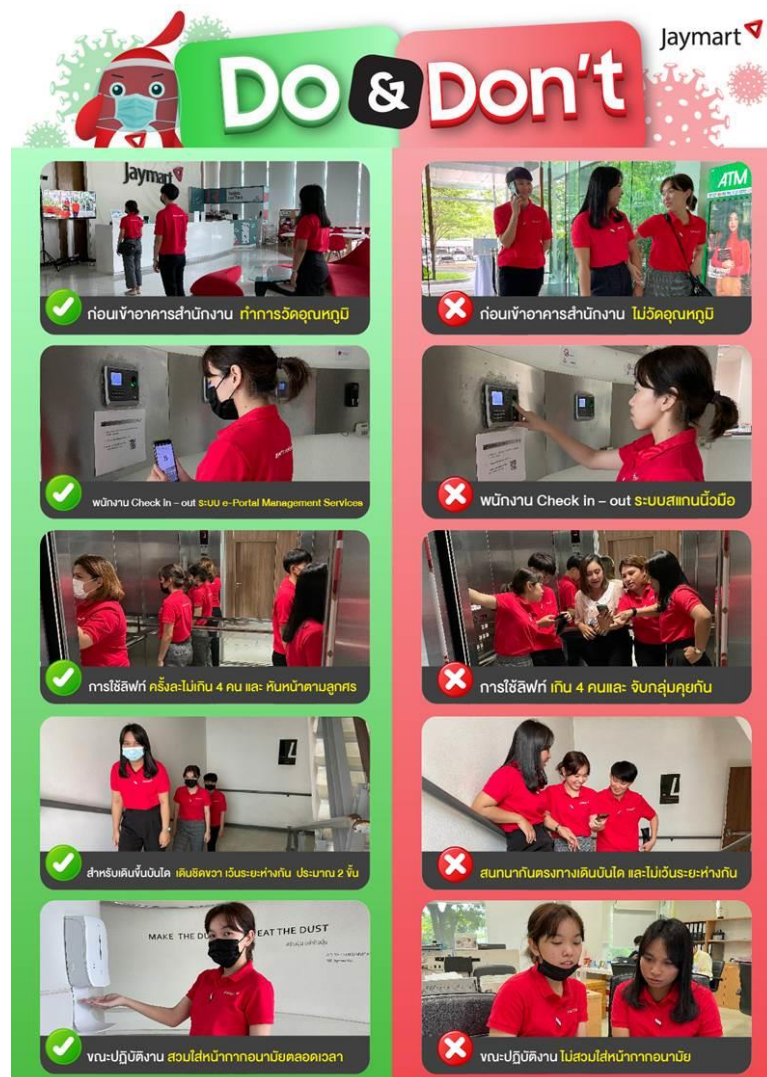 Jaymart
Do & Don't
Jaymart
ATM
ก่อนเข้าอาคารสำนักงาน ทำการวัดอุณหภูมิ
ก่อนเข้าอาคารสำนักงาน ไม่วัดอุณหภูมิ
พนักงาน Check in – out ระบบ e-Portal Management Services
พนักงาน Check in – out ระบบสแกนนิ้วมือ
การใช้ลิฟท์ ครั้งละไม่เกิน 4 คน และ หันหน้าตามลูกศร
การใช้ลิฟท์ เกิน 4 คนและ จับกลุ่มคุยกัน
สำหรับเดินขึ้นบันได เดินชิดขวา เว้นระยะห่างกัน ประมาณ 2 ขั้น
สนทนากันตรงทางเดินบันได และไม่เว้นระยะห่างกัน
MAKE THE DU EAT THE DUST
ขณะปฏิบัติงาน สวมใส่หน้ากากอนามัยตลอดเวลา
ขณะปฏิบัติงาน ไม่สวมใส่หน้ากากอนามัย